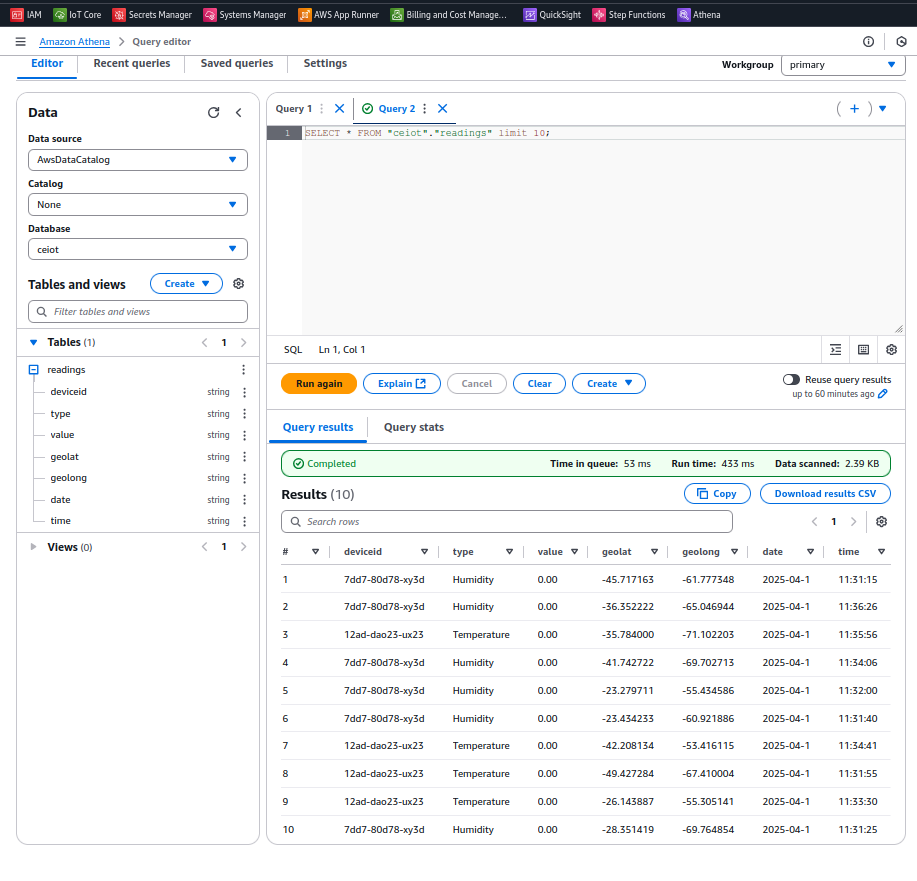 IAM IoT Core Secrets Manager Systems Manager AWS App Runner Billing and Cost Manage... QuickSight Step Functions Athena
Amazon Athena > Query editor
Editor Recent queries Saved queries Settings Workgroup primary
Data
Data source
AwsDataCatalog
Catalog
None
Database
ceiot
Tables and views Create
Filter tables and views
Tables (1) < 1 >
readings
deviceid string
type string
value string
geolat string
geolong string
date string
time string
Views (0) < 1 >
Query 1 Query 2
1 SELECT * FROM "ceiot"."readings" limit 10;
SQL Ln 1, Col 1
Run again Explain Cancel Clear Create Reuse query results
up to 60 minutes ago
Query results Query stats
Completed Time in queue: 53 ms Run time: 433 ms Data scanned: 2.39 KB
Results (10) Copy Download results CSV
Search rows < 1 >
# deviceid type value geolat geolong date time
1 7dd7-80d78-xy3d Humidity 0.00 -45.717163 -61.777348 2025-04-1 11:31:15
2 7dd7-80d78-xy3d Humidity 0.00 -36.352222 -65.046944 2025-04-1 11:36:26
3 12ad-dao23-ux23 Temperature 0.00 -35.784000 -71.102203 2025-04-1 11:35:56
4 7dd7-80d78-xy3d Humidity 0.00 -41.742722 -69.702713 2025-04-1 11:34:06
5 7dd7-80d78-xy3d Humidity 0.00 -23.279711 -55.434586 2025-04-1 11:32:00
6 7dd7-80d78-xy3d Humidity 0.00 -23.434233 -60.921886 2025-04-1 11:31:40
7 12ad-dao23-ux23 Temperature 0.00 -42.208134 -53.416115 2025-04-1 11:34:41
8 12ad-dao23-ux23 Temperature 0.00 -49.427284 -67.410004 2025-04-1 11:31:55
9 12ad-dao23-ux23 Temperature 0.00 -26.143887 -55.305141 2025-04-1 11:33:30
10 7dd7-80d78-xy3d Humidity 0.00 -28.351419 -69.764854 2025-04-1 11:31:25